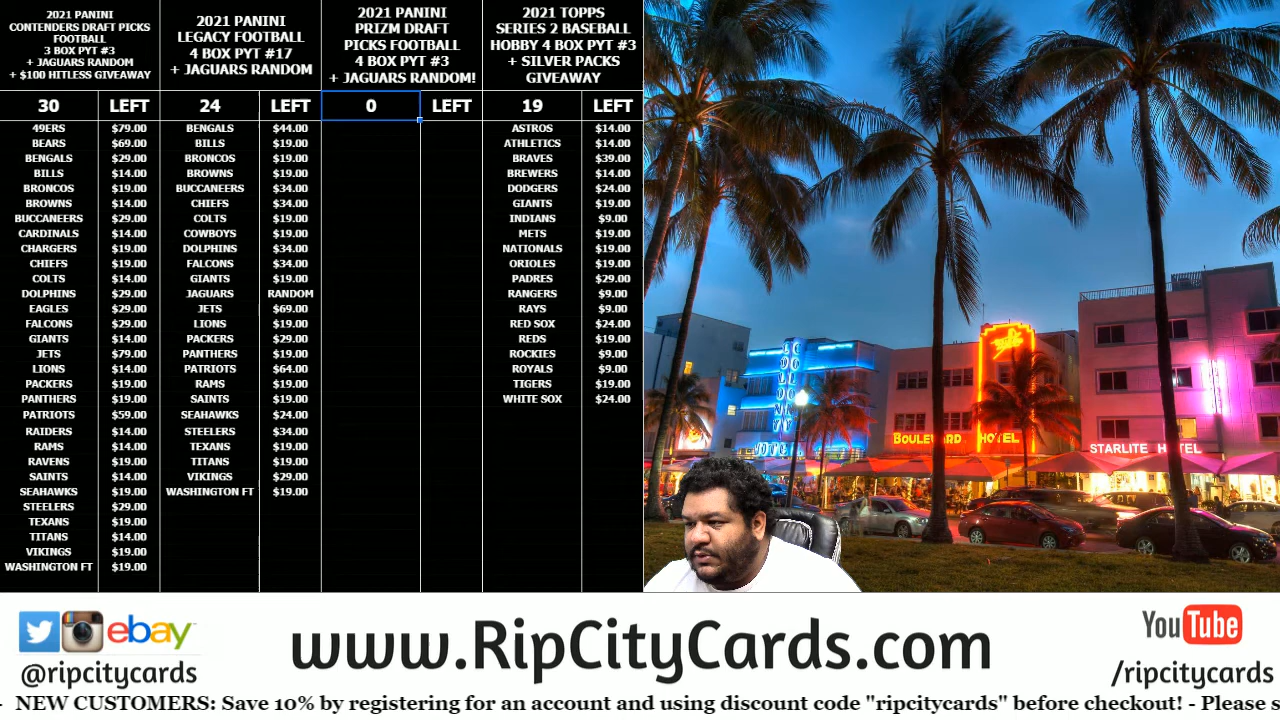 2021 PANINI
CONTENDERS DRAFT PICKS
FOOTBALL
3 BOX PYT #3
+ JAGUARS RANDOM
+ $100 HITLESS GIVEAWAY
30 LEFT
49ERS $79.00
BEARS $69.00
BENGALS $29.00
BILLS $14.00
BRONCOS $19.00
BROWNS $14.00
BUCCANEERS $29.00
CARDINALS $14.00
CHARGERS $19.00
CHIEFS $19.00
COLTS $14.00
DOLPHINS $29.00
EAGLES $29.00
FALCONS $29.00
GIANTS $14.00
JETS $79.00
LIONS $14.00
PACKERS $19.00
PANTHERS $19.00
PATRIOTS $59.00
RAIDERS $14.00
RAMS $14.00
RAVENS $19.00
SAINTS $14.00
SEAHAWKS $19.00
STEELERS $29.00
TEXANS $19.00
TITANS $14.00
VIKINGS $19.00
WASHINGTON FT $19.00
2021 PANINI
LEGACY FOOTBALL
4 BOX PYT #17
+ JAGUARS RANDOM
24 LEFT
BENGALS $44.00
BILLS $19.00
BRONCOS $19.00
BROWNS $19.00
BUCCANEERS $34.00
CHIEFS $34.00
COLTS $19.00
COWBOYS $19.00
DOLPHINS $34.00
FALCONS $34.00
GIANTS $19.00
JAGUARS RANDOM
JETS $69.00
LIONS $19.00
PACKERS $29.00
PANTHERS $19.00
PATRIOTS $64.00
RAMS $19.00
SAINTS $19.00
SEAHAWKS $24.00
STEELERS $34.00
TEXANS $19.00
TITANS $19.00
VIKINGS $29.00
WASHINGTON FT $19.00
2021 PANINI
PRIZM DRAFT
PICKS FOOTBALL
4 BOX PYT #3
+ JAGUARS RANDOM!
0 LEFT
2021 TOPPS
SERIES 2 BASEBALL
HOBBY 4 BOX PYT #3
+ SILVER PACKS
GIVEAWAY
19 LEFT
ASTROS $14.00
ATHLETICS $14.00
BRAVES $39.00
BREWERS $14.00
DODGERS $24.00
GIANTS $19.00
INDIANS $9.00
METS $19.00
NATIONALS $19.00
ORIOLES $19.00
PADRES $29.00
RANGERS $9.00
RAYS $9.00
RED SOX $24.00
REDS $19.00
ROCKIES $9.00
ROYALS $9.00
TIGERS $19.00
WHITE SOX $24.00
COLONY COLONY
HOTEL
BOULEVARD HOTEL
STARLITE HOTEL
ebay
@ripcitycards
www.RipCityCards.com
YouTube
/ripcitycards
- NEW CUSTOMERS: Save 10% by registering for an account and using discount code "ripcitycards" before checkout! - Please s